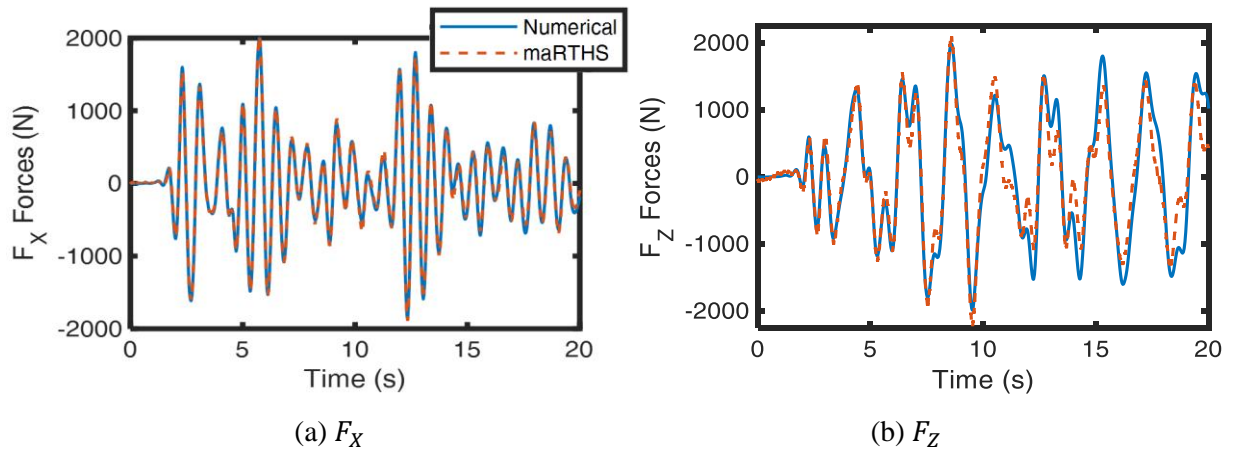 Numerical
maRTHS
2000
1000
0
-1000
-2000
F_X Forces (N)
0 5 10 15 20
Time (s)
(a) F_X
2000
1000
0
-1000
-2000
F_Z Forces (N)
0 5 10 15 20
Time (s)
(b) F_Z